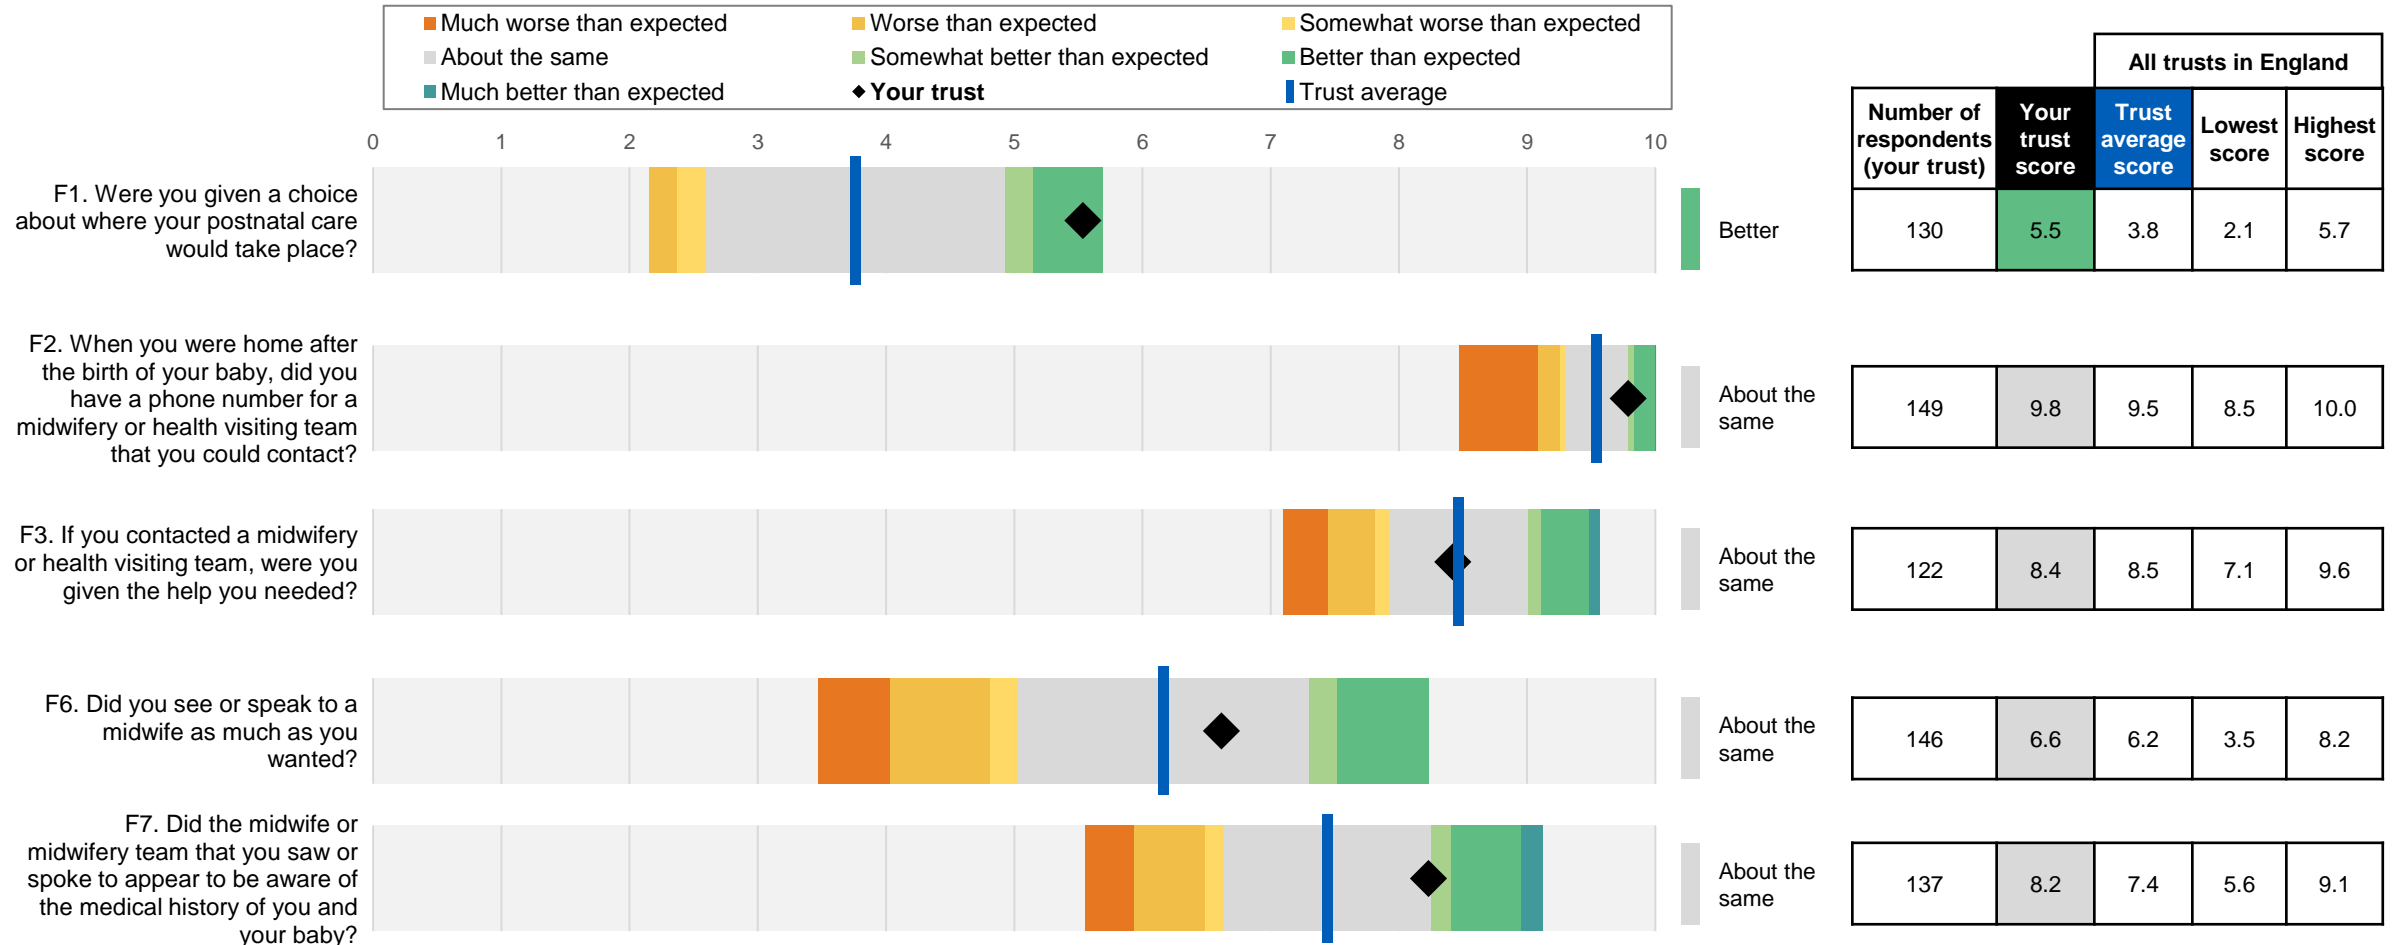 Much worse than expected
Worse than expected
Somewhat worse than expected
About the same
Somewhat better than expected
Better than expected
Much better than expected
Your trust
Trust average
All trusts in England
Number of respondents (your trust)
Your trust score
Trust average score
Lowest score
Highest score
0 1 2 3 4 5 6 7 8 9 10
F1. Were you given a choice
about where your postnatal care
would take place?
Better
130 5.5 3.8 2.1 5.7
F2. When you were home after
the birth of your baby, did you
have a phone number for a
midwifery or health visiting team
that you could contact?
About the
same
149 9.8 9.5 8.5 10.0
F3. If you contacted a midwifery
or health visiting team, were you
given the help you needed?
About the
same
122 8.4 8.5 7.1 9.6
F6. Did you see or speak to a
midwife as much as you
wanted?
About the
same
146 6.6 6.2 3.5 8.2
F7. Did the midwife or
midwifery team that you saw or
spoke to appear to be aware of
the medical history of you and
your baby?
About the
same
137 8.2 7.4 5.6 9.1